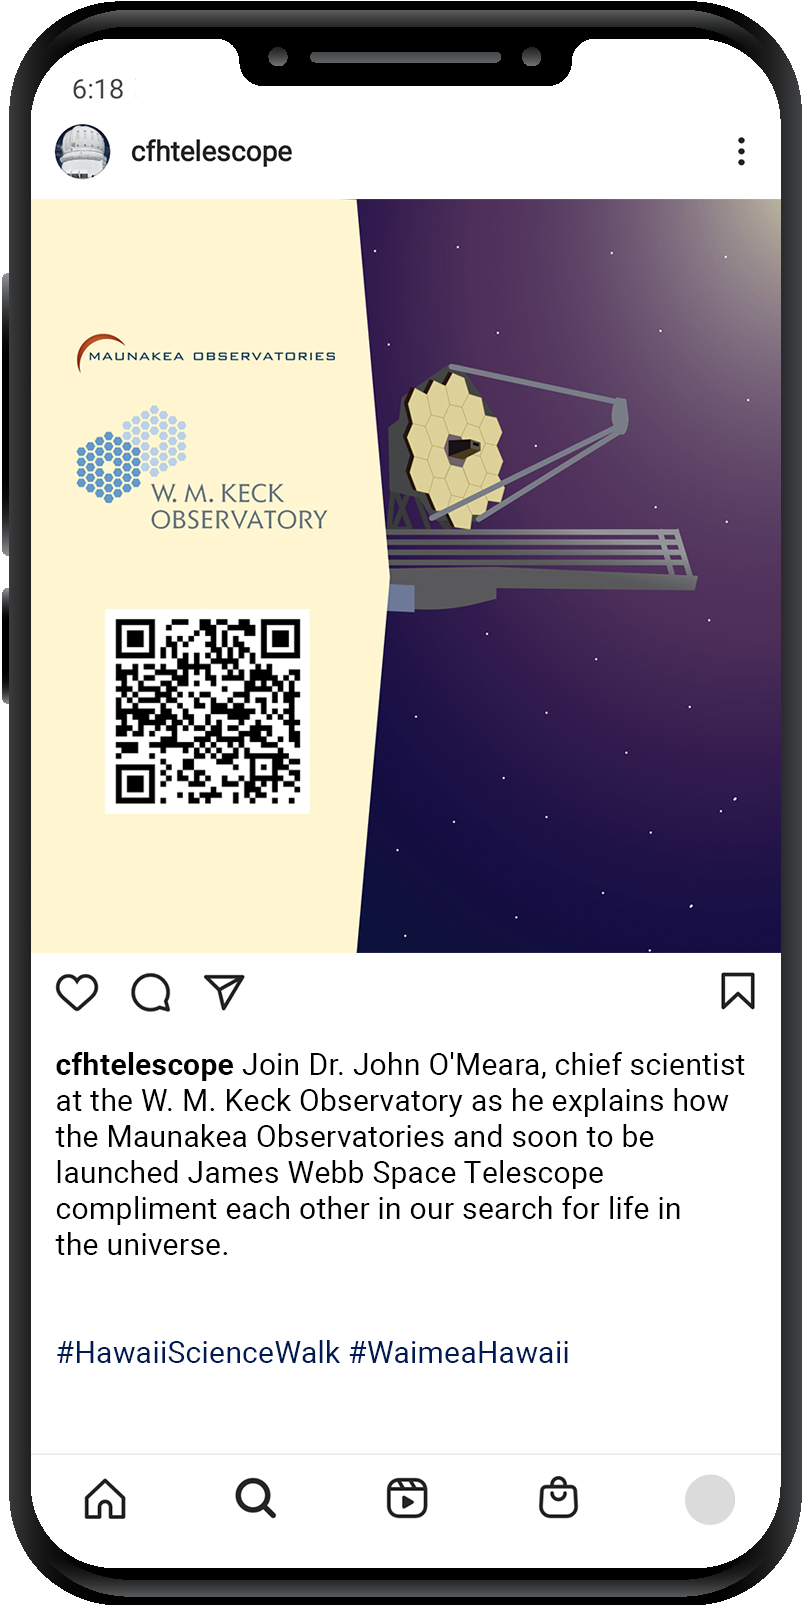 6:18
cfhtelescope
MAUNAKEA OBSERVATORIES
W. M. KECK
OBSERVATORY
cfhtelescope Join Dr. John O'Meara, chief scientist
at the W. M. Keck Observatory as he explains how
the Maunakea Observatories and soon to be
launched James Webb Space Telescope
compliment each other in our search for life in
the universe.
#HawaiiScienceWalk #WaimeaHawaii